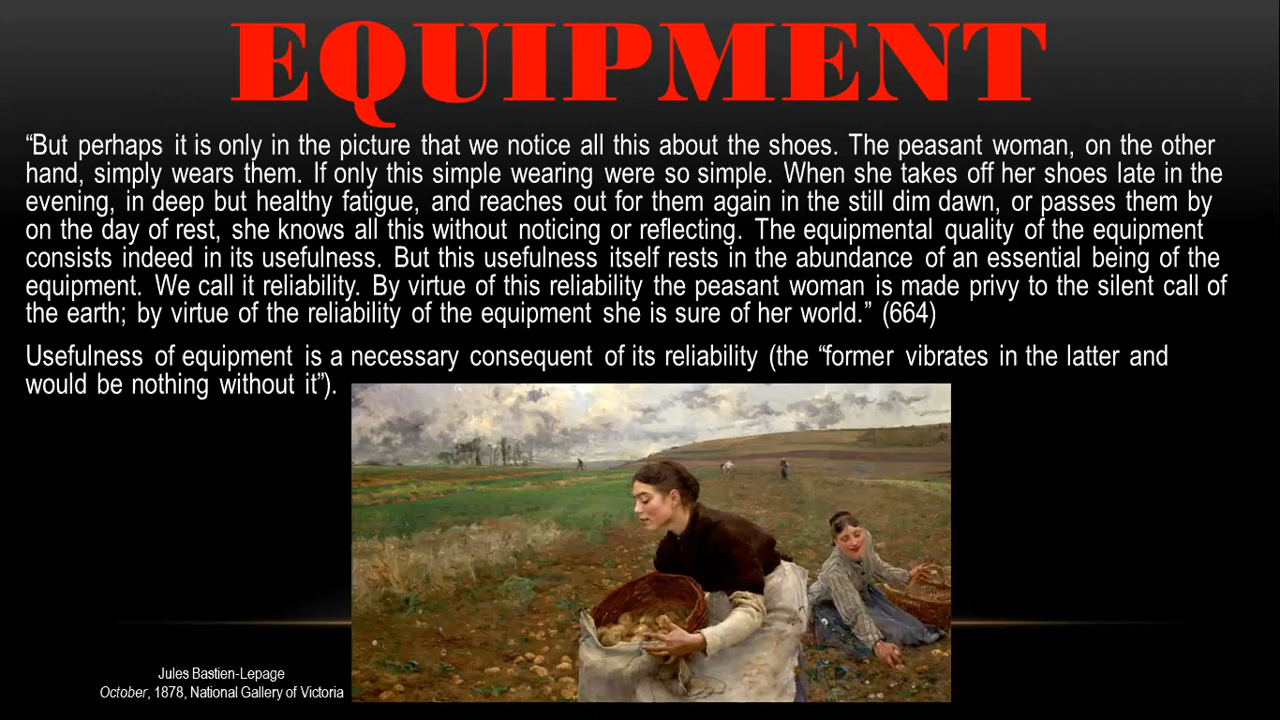 EQUIPMENT
“But perhaps it is only in the picture that we notice all this about the shoes. The peasant woman, on the other
hand, simply wears them. If only this simple wearing were so simple. When she takes off her shoes late in the
evening, in deep but healthy fatigue, and reaches out for them again in the still dim dawn, or passes them by
on the day of rest, she knows all this without noticing or reflecting. The equipmental quality of the equipment
consists indeed in its usefulness. But this usefulness itself rests in the abundance of an essential being of the
equipment. We call it reliability. By virtue of this reliability the peasant woman is made privy to the silent call of
the earth; by virtue of the reliability of the equipment she is sure of her world.” (664)
Usefulness of equipment is a necessary consequent of its reliability (the “former vibrates in the latter and
would be nothing without it”).
Jules Bastien-Lepage
October, 1878, National Gallery of Victoria